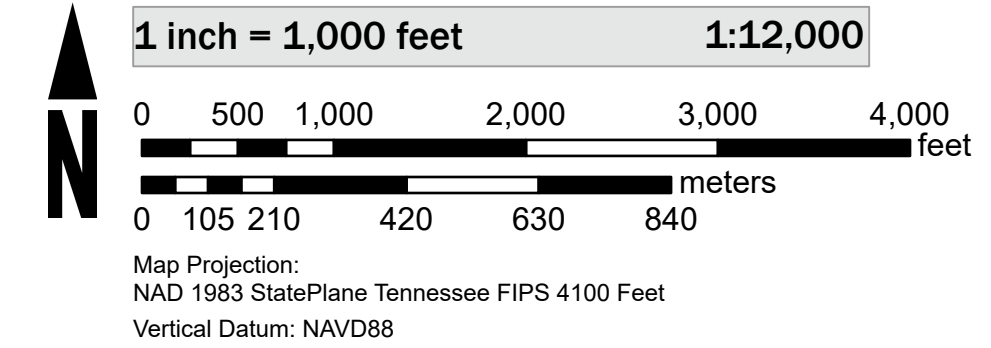 1 inch = 1,000 feet 1:12,000
0 500 1,000 2,000 3,000 4,000
feet
N
meters
0 105 210 420 630 840
Map Projection:
NAD 1983 StatePlane Tennessee FIPS 4100 Feet
Vertical Datum: NAVD88